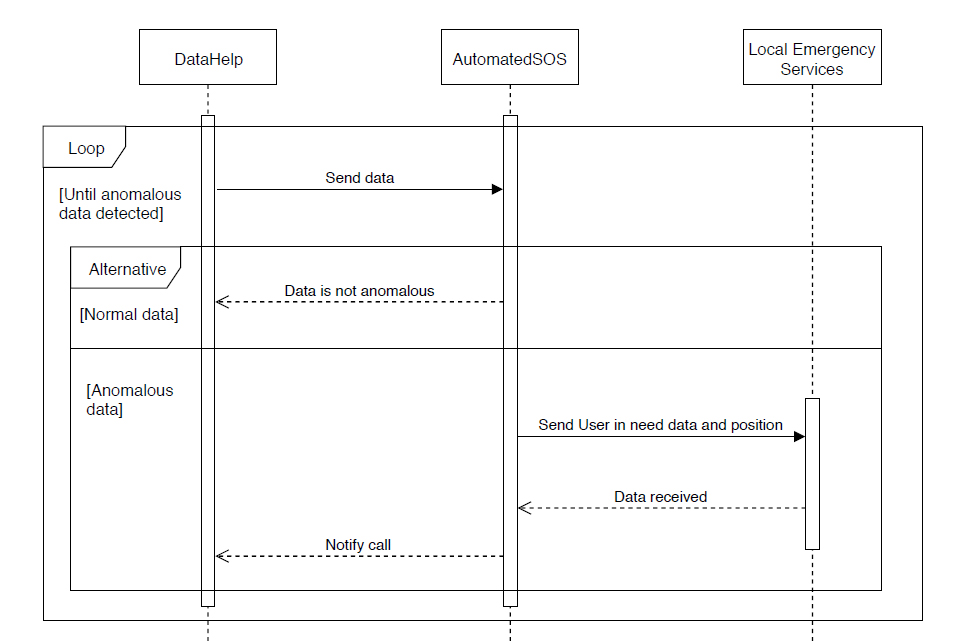 DataHelp
AutomatedSOS
Local Emergency
Services
Loop
[Until anomalous
data detected]
Send data
Alternative
[Normal data]
Data is not anomalous
[Anomalous
data]
Send User in need data and position
Data received
Notify call